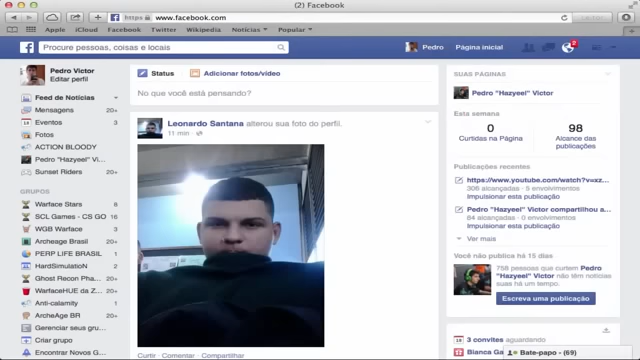 (2) Facebook
https www.facebook.com
Apple iCloud Facebook Twitter Wikipedia Notícias Popular
Procure pessoas, coisas e locais
Pedro Página inicial
2
Pedro Victor
Editar perfil
Feed de Notícias
Mensagens 20+
Eventos 3
Fotos
ACTION BLOODY
Pedro "Hazyeel" Vi...
Sunset Riders 20+
GRUPOS
Warface Stars 8
SCL Games - CS GO 16
WGB Warface 3
Archeage Brasil 20+
PERP LIFE BRASIL
HardSimulatioN 2
Ghost Recon Pha... 20+
WarfaceHUE da Z... 20+
Anti-calamity 2
ArcheAge BR 20+
Gerenciar seus gru...
Criar grupo
Encontrar Novos G...
Status Adicionar fotos/vídeo
No que você está pensando?
Leonardo Santana alterou sua foto do perfil.
11 min
Curtir · Comentar · Compartilhar
SUAS PÁGINAS
Pedro "Hazyeel" Victor
Esta semana
0 98
Curtidas na Página Alcance das publicações
Publicações recentes
https://www.youtube.com/watch?v=xz...
308 alcançadas · 5 envolvimentos
Impulsionar esta publicação
Pedro "Hazyeel" Victor compartilhou a...
84 alcançadas · 0 envolvimentos
Impulsionar esta publicação
Ver mais
Você não publica há 15 dias
758 pessoas que curtem Pedro
"Hazyeel" Victor não têm notícias
suas há um tempo.
Escreva uma publicação
3 convites aguardando
Bianca Ga
Bate-papo - (69)